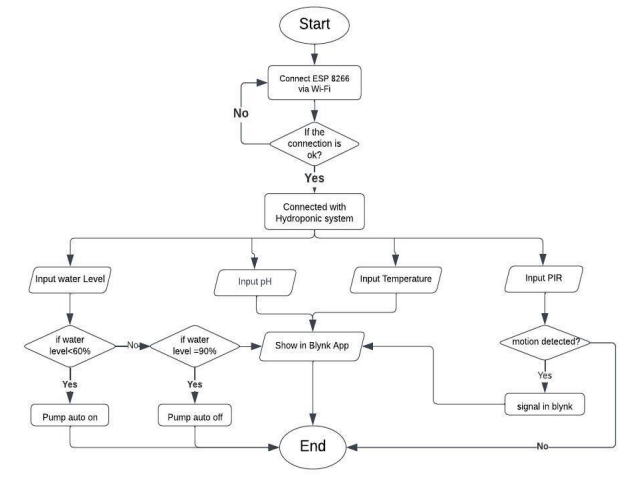 Start
Connect ESP 8266
via Wi-Fi
No
If the
connection is
ok?
Yes
Connected with
Hydroponic system
Input water Level
Input pH
Input Temperature
Input PIR
if water
level<60%
No
if water
level =90%
Show in Blynk App
motion detected?
Yes
Yes
Yes
Pump auto on
Pump auto off
signal in blynk
End
No